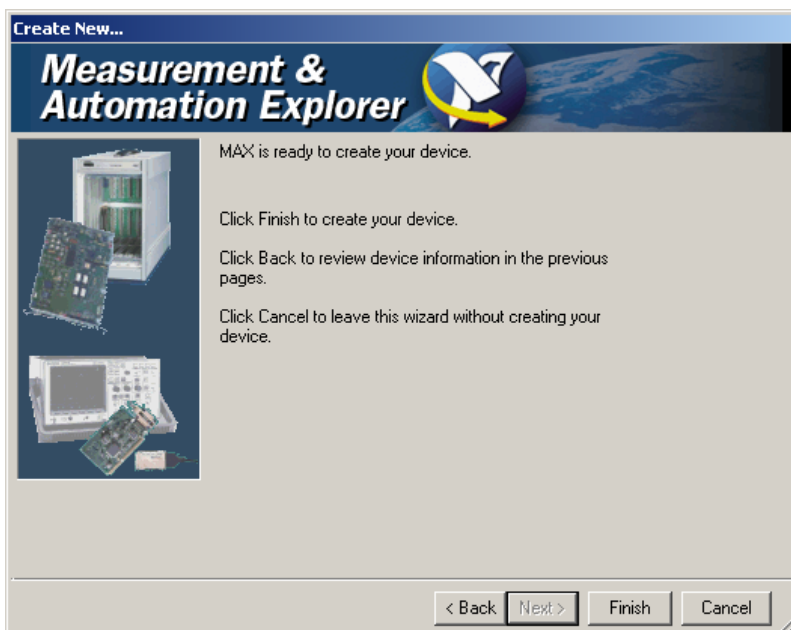 Create New...
Measurement &
Automation Explorer
MAX is ready to create your device.
Click Finish to create your device.
Click Back to review device information in the previous
pages.
Click Cancel to leave this wizard without creating your
device.
< Back Next > Finish Cancel